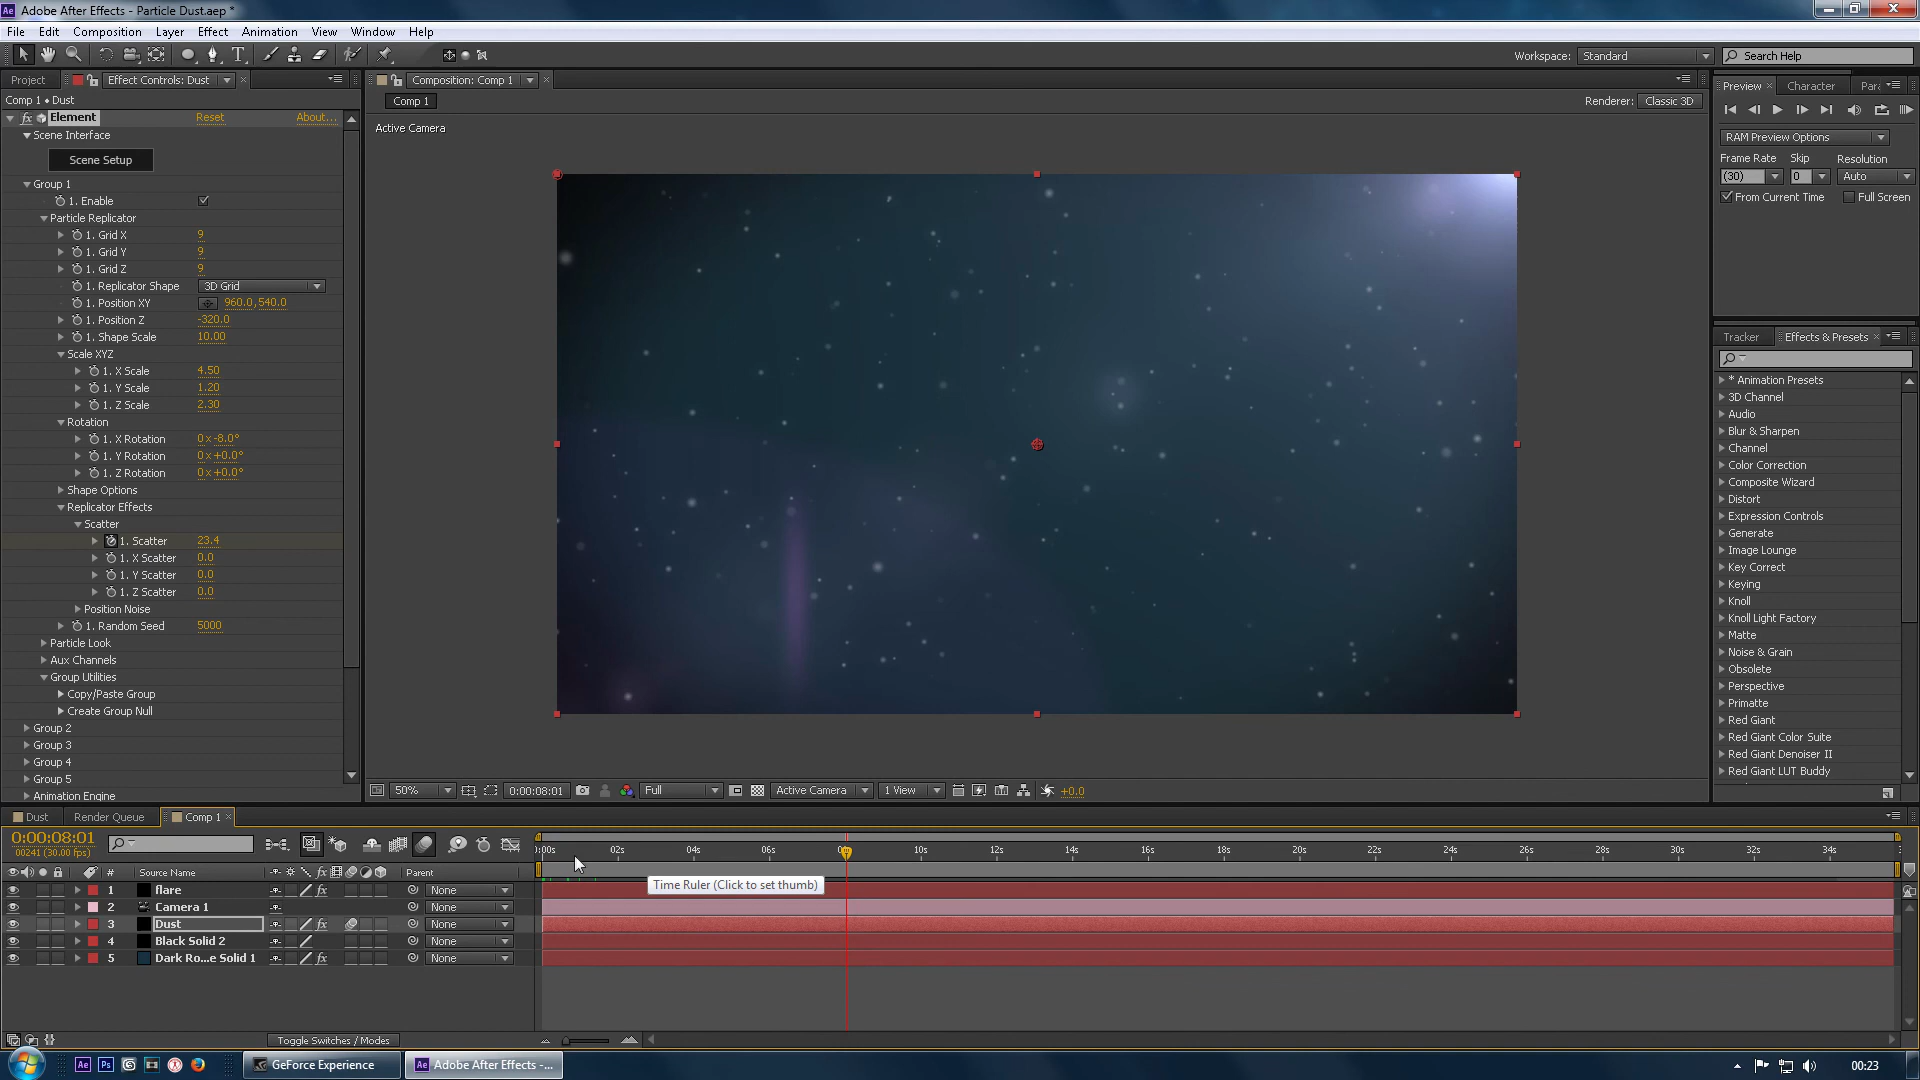 Adobe After Effects - Particle Dust.aep *
File Edit Composition Layer Effect Animation View Window Help
Workspace: Standard Search Help
Project Effect Controls: Dust
Comp 1 • Dust
Element Reset About...
Scene Interface
Scene Setup
Group 1
1. Enable
Particle Replicator
1. Grid X 9
1. Grid Y 9
1. Grid Z 9
1. Replicator Shape 3D Grid
1. Position XY 960.0,540.0
1. Position Z -320.0
1. Shape Scale 10.00
Scale XYZ
1. X Scale 4.50
1. Y Scale 1.20
1. Z Scale 2.30
Rotation
1. X Rotation 0x-8.0°
1. Y Rotation 0x+0.0°
1. Z Rotation 0x+0.0°
Shape Options
Replicator Effects
Scatter
1. Scatter 23.4
1. X Scatter 0.0
1. Y Scatter 0.0
1. Z Scatter 0.0
Position Noise
1. Random Seed 5000
Particle Look
Aux Channels
Group Utilities
Copy/Paste Group
Create Group Null
Group 2
Group 3
Group 4
Group 5
Animation Engine
Composition: Comp 1
Comp 1
Renderer: Classic 3D
Active Camera
50% 0:00:08:01 Full Active Camera 1 View +0.0
Preview Character Para
RAM Preview Options
Frame Rate Skip Resolution
(30) 0 Auto
From Current Time Full Screen
Tracker Effects & Presets
* Animation Presets
3D Channel
Audio
Blur & Sharpen
Channel
Color Correction
Composite Wizard
Distort
Expression Controls
Generate
Image Lounge
Key Correct
Keying
Knoll
Knoll Light Factory
Matte
Noise & Grain
Obsolete
Perspective
Primatte
Red Giant
Red Giant Color Suite
Red Giant Denoiser II
Red Giant LUT Buddy
Dust Render Queue Comp 1
0:00:08:01
00241 (30.00 fps)
02s 04s 06s 10s 12s 14s 16s 18s 20s 22s 24s 26s 28s 30s 32s 34s
# Source Name Parent
1 flare None
2 Camera 1 None
3 Dust None
4 Black Solid 2 None
5 Dark Ro...e Solid 1 None
Time Ruler (Click to set thumb)
Toggle Switches / Modes
GeForce Experience Adobe After Effects -... 00:23